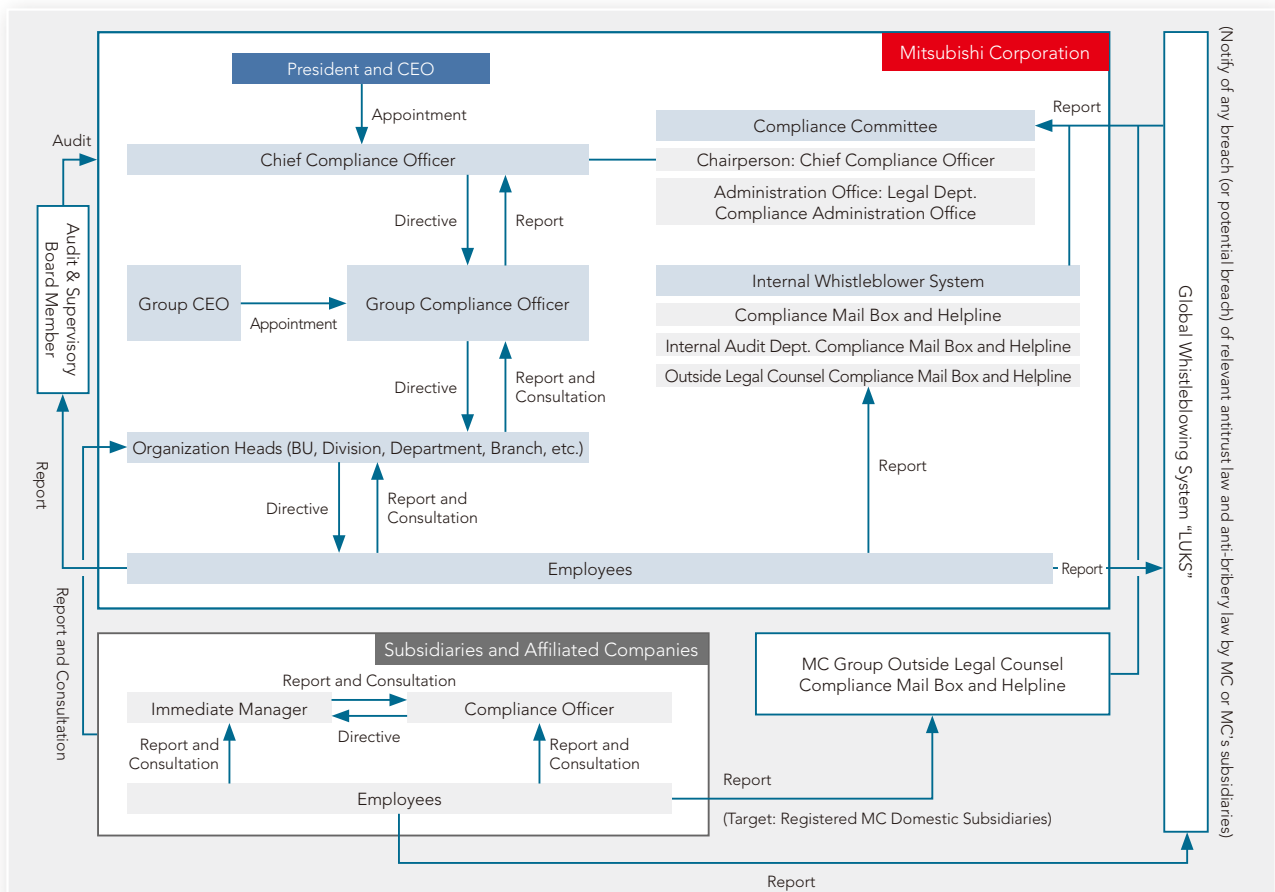 Mitsubishi Corporation
President and CEO
Appointment
Chief Compliance Officer
Directive
Report
Group CEO
Appointment
Group Compliance Officer
Directive
Report and
Consultation
Organization Heads (BU, Division, Department, Branch, etc.)
Directive
Report and
Consultation
Employees
Report
Compliance Committee
Chairperson: Chief Compliance Officer
Administration Office: Legal Dept.
Compliance Administration Office
Internal Whistleblower System
Compliance Mail Box and Helpline
Internal Audit Dept. Compliance Mail Box and Helpline
Outside Legal Counsel Compliance Mail Box and Helpline
Report
Report
Audit
Audit & Supervisory
Board Member
Report
Report and Consultation
Subsidiaries and Affiliated Companies
Report and Consultation
Immediate Manager
Compliance Officer
Directive
Report and
Consultation
Report and
Consultation
Employees
Report
(Target: Registered MC Domestic Subsidiaries)
MC Group Outside Legal Counsel
Compliance Mail Box and Helpline
Report
Global Whistleblowing System “LUKS”
(Notify of any breach (or potential breach) of relevant antitrust law and anti-bribery law by MC or MC’s subsidiaries)